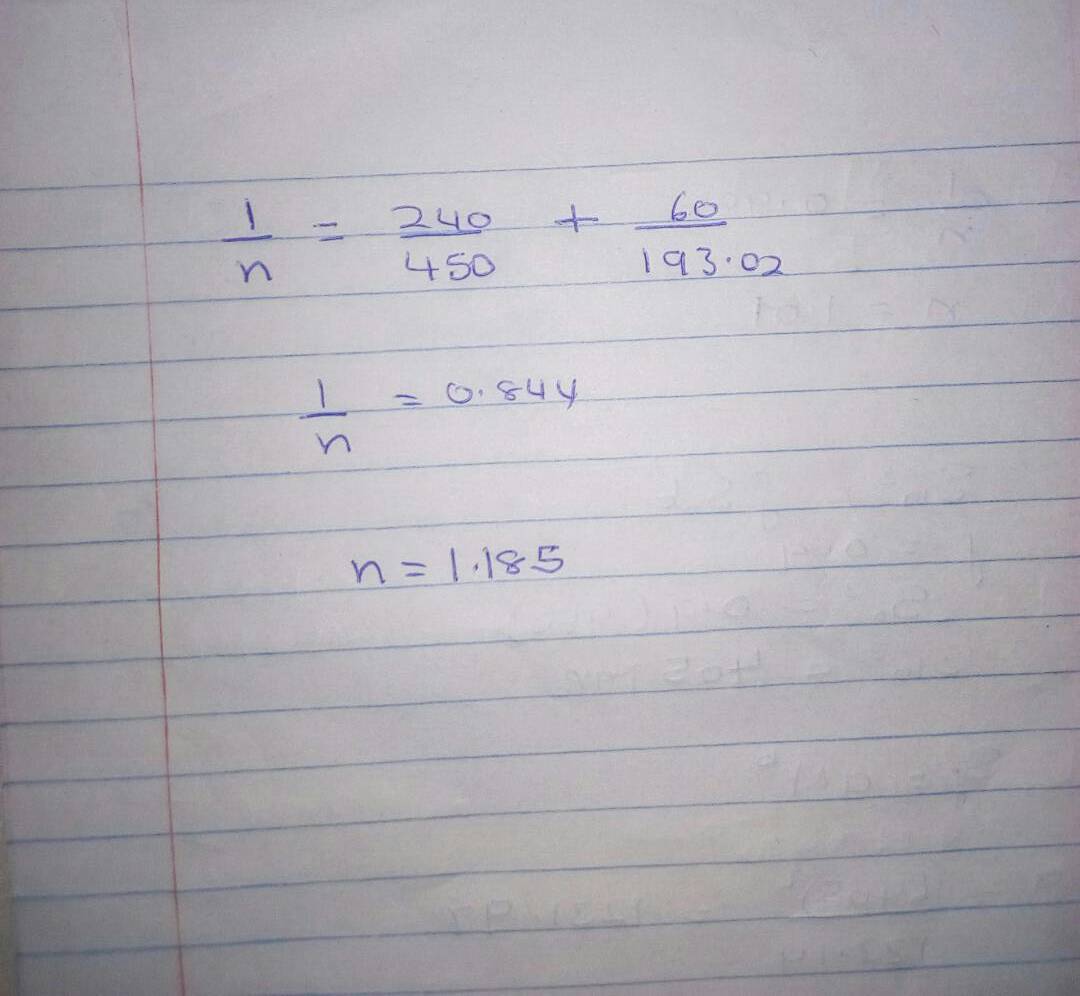 1/n = 240/450 + 60/193.02
1/n = 0.844
n = 1.185